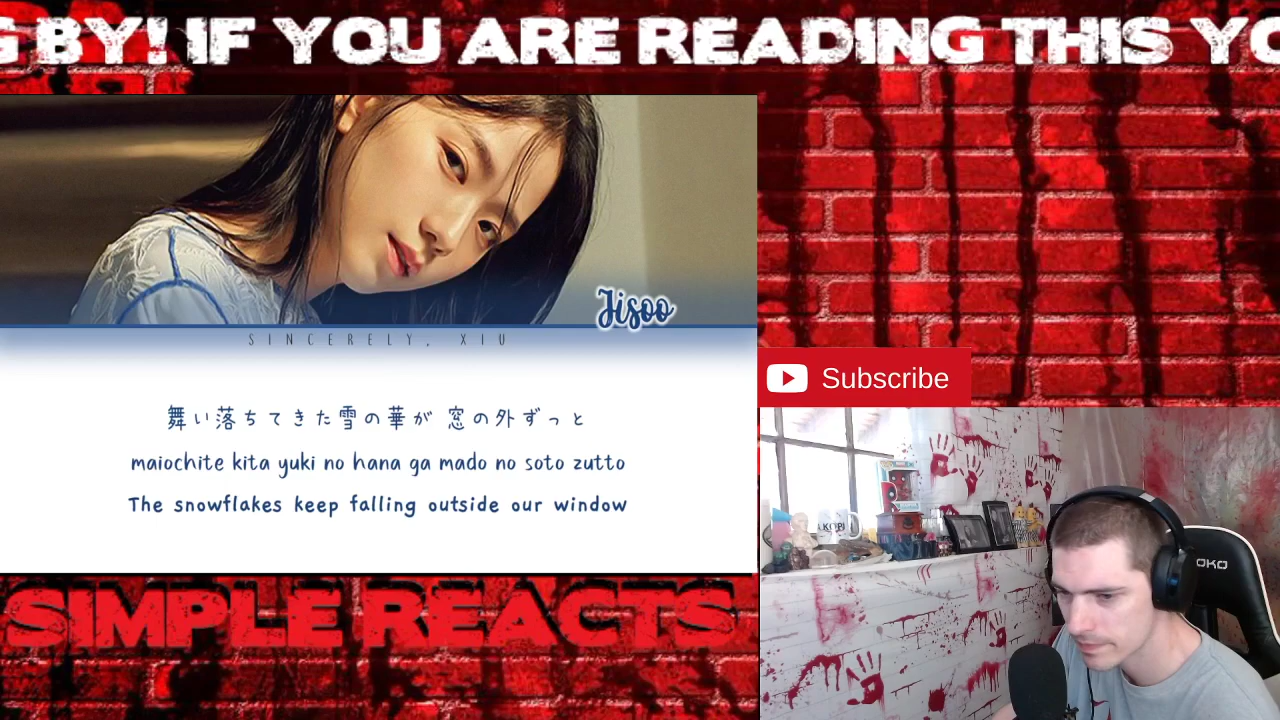 G BY! IF YOU ARE READING THIS YO
Jisoo
SINCERELY, XIU
舞い落ちてきた雪の華が 窓の外ずっと
maiochite kita yuki no hana ga mado no soto zutto
The snowflakes keep falling outside our window
Subscribe
SIMPLE REACTS
OKO